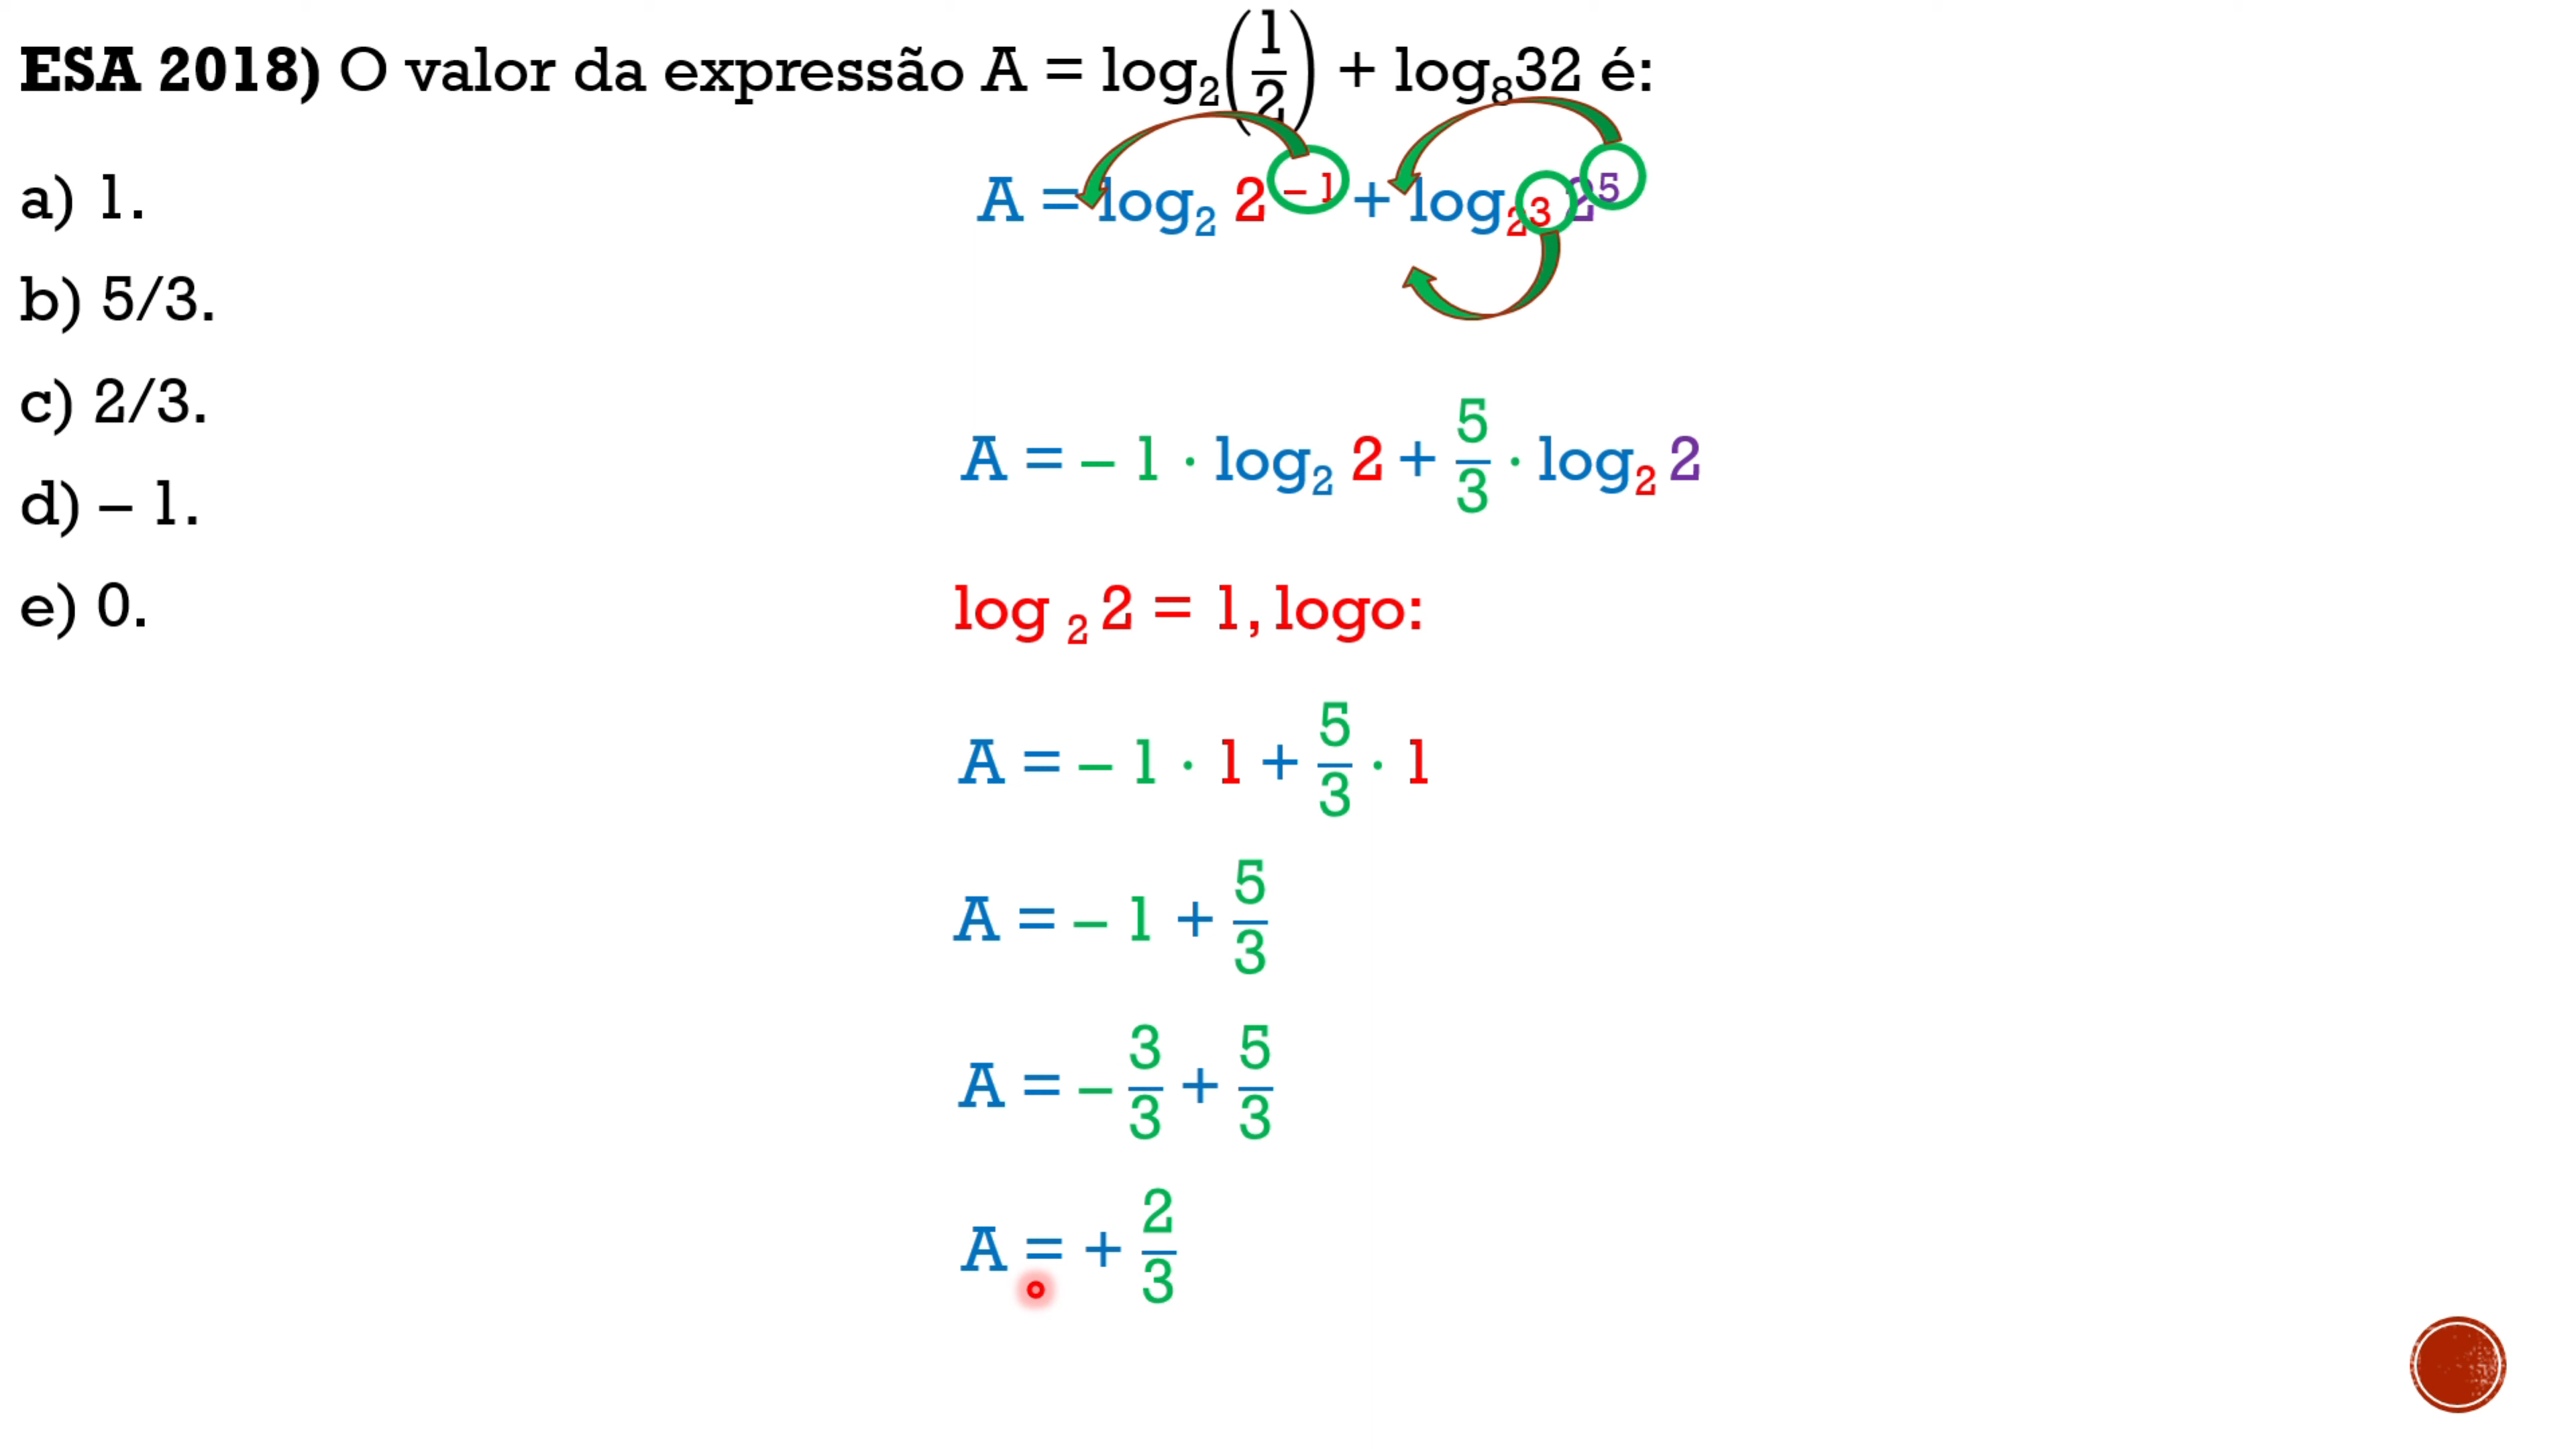 ESA 2018) O valor da expressão A = log₂(1/2) + log₈32 é:
a) 1.
b) 5/3.
c) 2/3.
d) – 1.
e) 0.
A = log₂ 2⁻¹ + log₂³ 2⁵
A = – 1 · log₂ 2 + 5/3 · log₂ 2
log ₂ 2 = 1, logo:
A = – 1 · 1 + 5/3 · 1
A = – 1 + 5/3
A = – 3/3 + 5/3
A = + 2/3